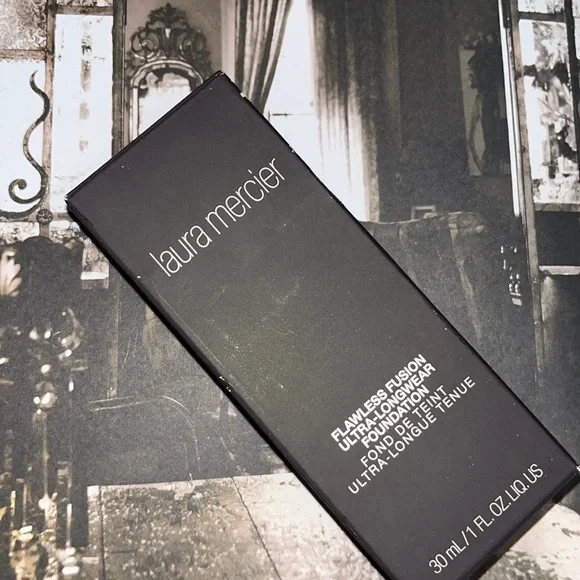 laura mercier
FLAWLESS FUSION
ULTRA-LONGWEAR
FOUNDATION
FOND DE TEINT
ULTRA-LONGUE TENUE
30 mL/1 FL.OZ.LIQ.US